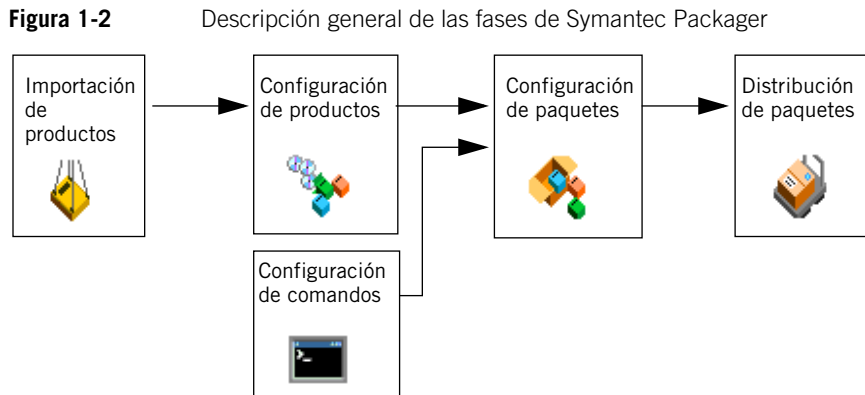 Figura 1-2 Descripción general de las fases de Symantec Packager
Importación
de
productos
Configuración
de productos
Configuración
de paquetes
Distribución
de paquetes
Configuración
de comandos